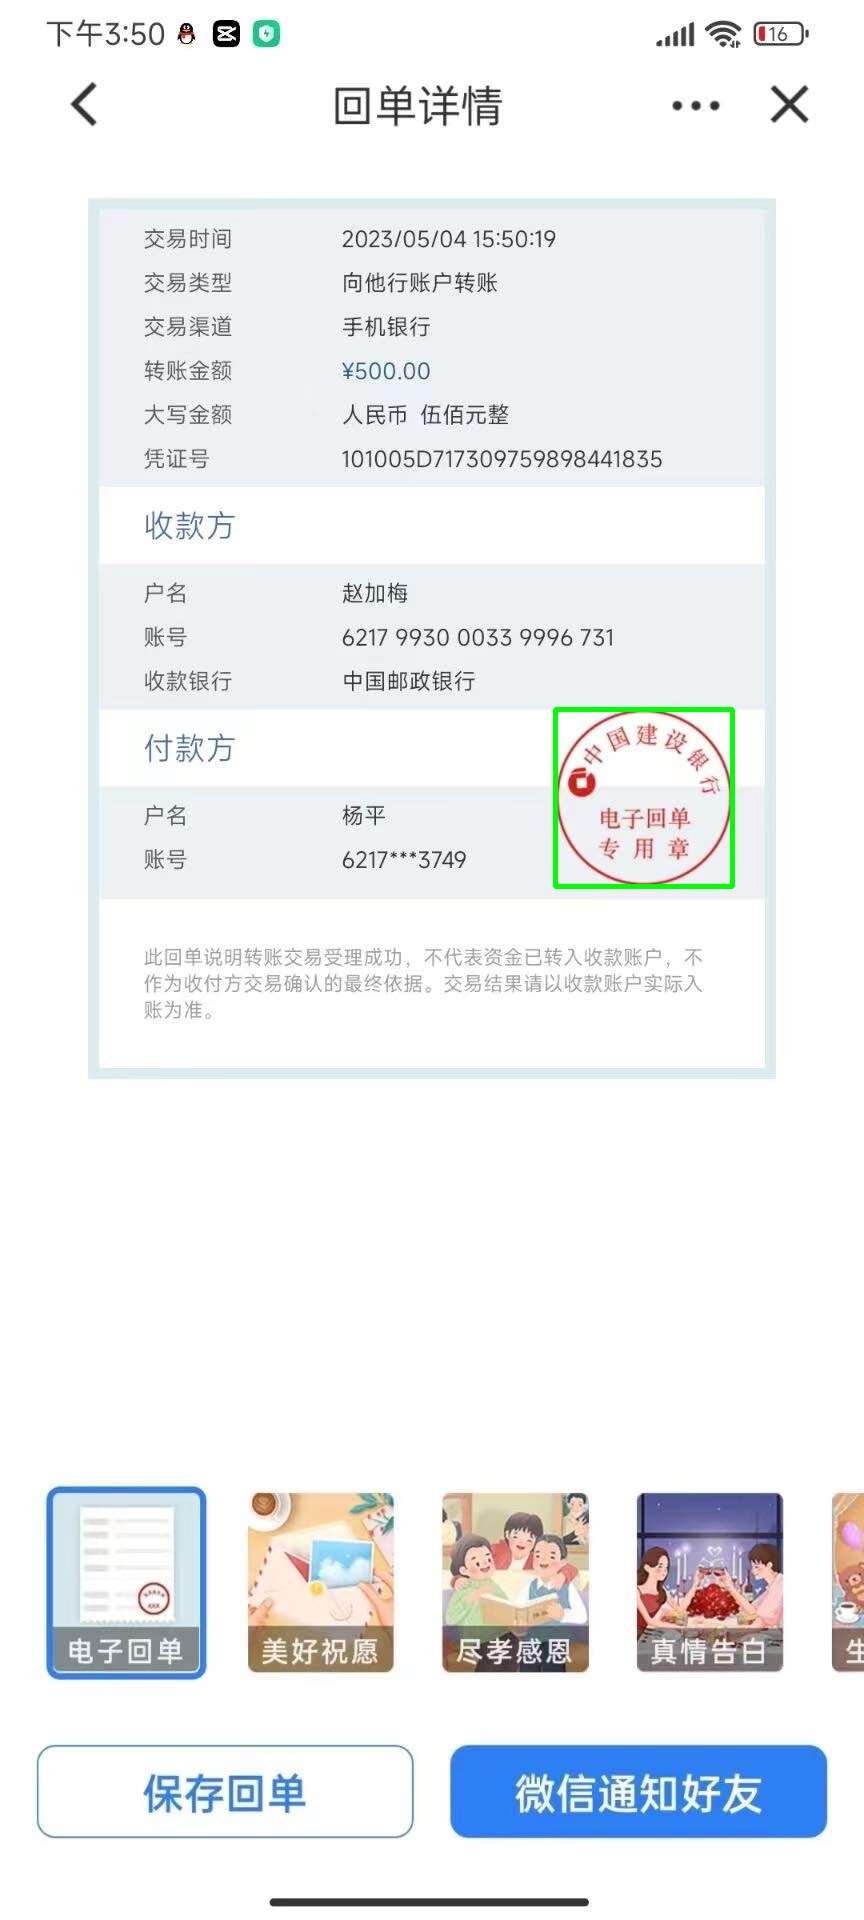 下午3:50
16
回单详情
交易时间 2023/05/04 15:50:19
交易类型 向他行账户转账
交易渠道 手机银行
转账金额 ¥500.00
大写金额 人民币 伍佰元整
凭证号 101005D717309759898441835
收款方
户名 赵加梅
账号 6217 9930 0033 9996 731
收款银行 中国邮政银行
付款方
中国建设银行
电子回单
专用章
户名 杨平
账号 6217***3749
此回单说明转账交易受理成功，不代表资金已转入收款账户，不
作为收付方交易确认的最终依据。交易结果请以收款账户实际入
账为准。
电子回单 美好祝愿 尽孝感恩 真情告白
保存回单 微信通知好友